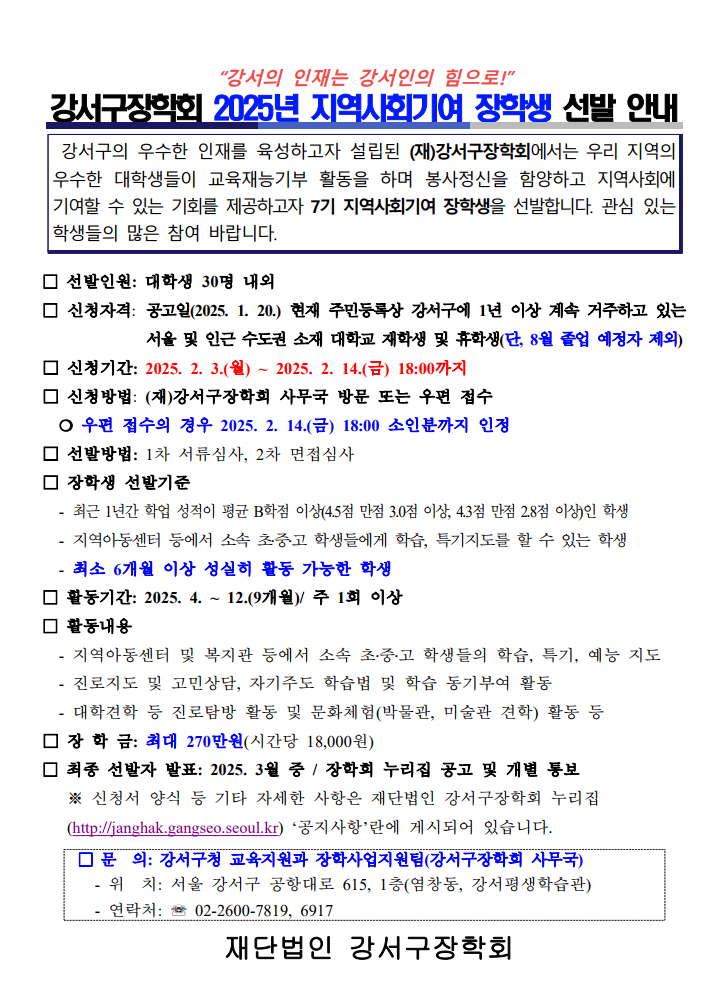 “강서의 인재는 강서인의 힘으로!”
강서구장학회 2025년 지역사회기여 장학생 선발 안내
강서구의 우수한 인재를 육성하고자 설립된 (재)강서구장학회에서는 우리 지역의
우수한 대학생들이 교육재능기부 활동을 하며 봉사정신을 함양하고 지역사회에
기여할 수 있는 기회를 제공하고자 7기 지역사회기여 장학생을 선발합니다. 관심 있는
학생들의 많은 참여 바랍니다.
□ 선발인원: 대학생 30명 내외
□ 신청자격: 공고일(2025. 1. 20.) 현재 주민등록상 강서구에 1년 이상 계속 거주하고 있는
서울 및 인근 수도권 소재 대학교 재학생 및 휴학생(단, 8월 졸업 예정자 제외)
□ 신청기간: 2025. 2. 3.(월) ~ 2025. 2. 14.(금) 18:00까지
□ 신청방법: (재)강서구장학회 사무국 방문 또는 우편 접수
❍ 우편 접수의 경우 2025. 2. 14.(금) 18:00 소인분까지 인정
□ 선발방법: 1차 서류심사, 2차 면접심사
□ 장학생 선발기준
- 최근 1년간 학업 성적이 평균 B학점 이상(4.5점 만점 3.0점 이상, 4.3점 만점 2.8점 이상)인 학생
- 지역아동센터 등에서 소속 초·중·고 학생들에게 학습, 특기지도를 할 수 있는 학생
- 최소 6개월 이상 성실히 활동 가능한 학생
□ 활동기간: 2025. 4. ~ 12.(9개월)/ 주 1회 이상
□ 활동내용
- 지역아동센터 및 복지관 등에서 소속 초·중·고 학생들의 학습, 특기, 예능 지도
- 진로지도 및 고민상담, 자기주도 학습법 및 학습 동기부여 활동
- 대학견학 등 진로탐방 활동 및 문화체험(박물관, 미술관 견학) 활동 등
□ 장 학 금: 최대 270만원(시간당 18,000원)
□ 최종 선발자 발표: 2025. 3월 중 / 장학회 누리집 공고 및 개별 통보
※ 신청서 양식 등 기타 자세한 사항은 재단법인 강서구장학회 누리집
(http://janghak.gangseo.seoul.kr) ‘공지사항’란에 게시되어 있습니다.
□ 문 의: 강서구청 교육지원과 장학사업지원팀(강서구장학회 사무국)
- 위 치: 서울 강서구 공항대로 615, 1층(염창동, 강서평생학습관)
- 연락처: ☏ 02-2600-7819, 6917
재단법인 강서구장학회